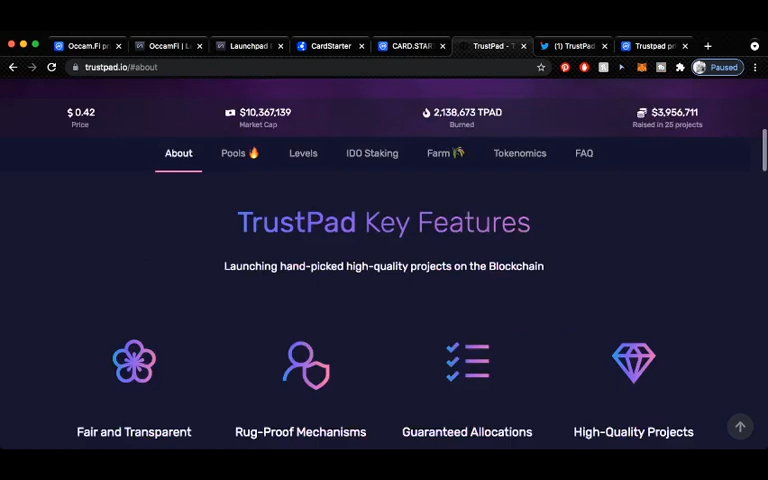 Occam.Fi pr
OccamFi | L
Launchpad
CardStarter
CARD.STAR
TrustPad - T
(1) TrustPad
Trustpad pri
trustpad.io/#about
Paused
$ 0.42
Price
$10,367,139
Market Cap
2,138,673 TPAD
Burned
$3,956,711
Raised in 25 projects
About
Pools
Levels
IDO Staking
Farm
Tokenomics
FAQ
TrustPad Key Features
Launching hand-picked high-quality projects on the Blockchain
Fair and Transparent
Rug-Proof Mechanisms
Guaranteed Allocations
High-Quality Projects